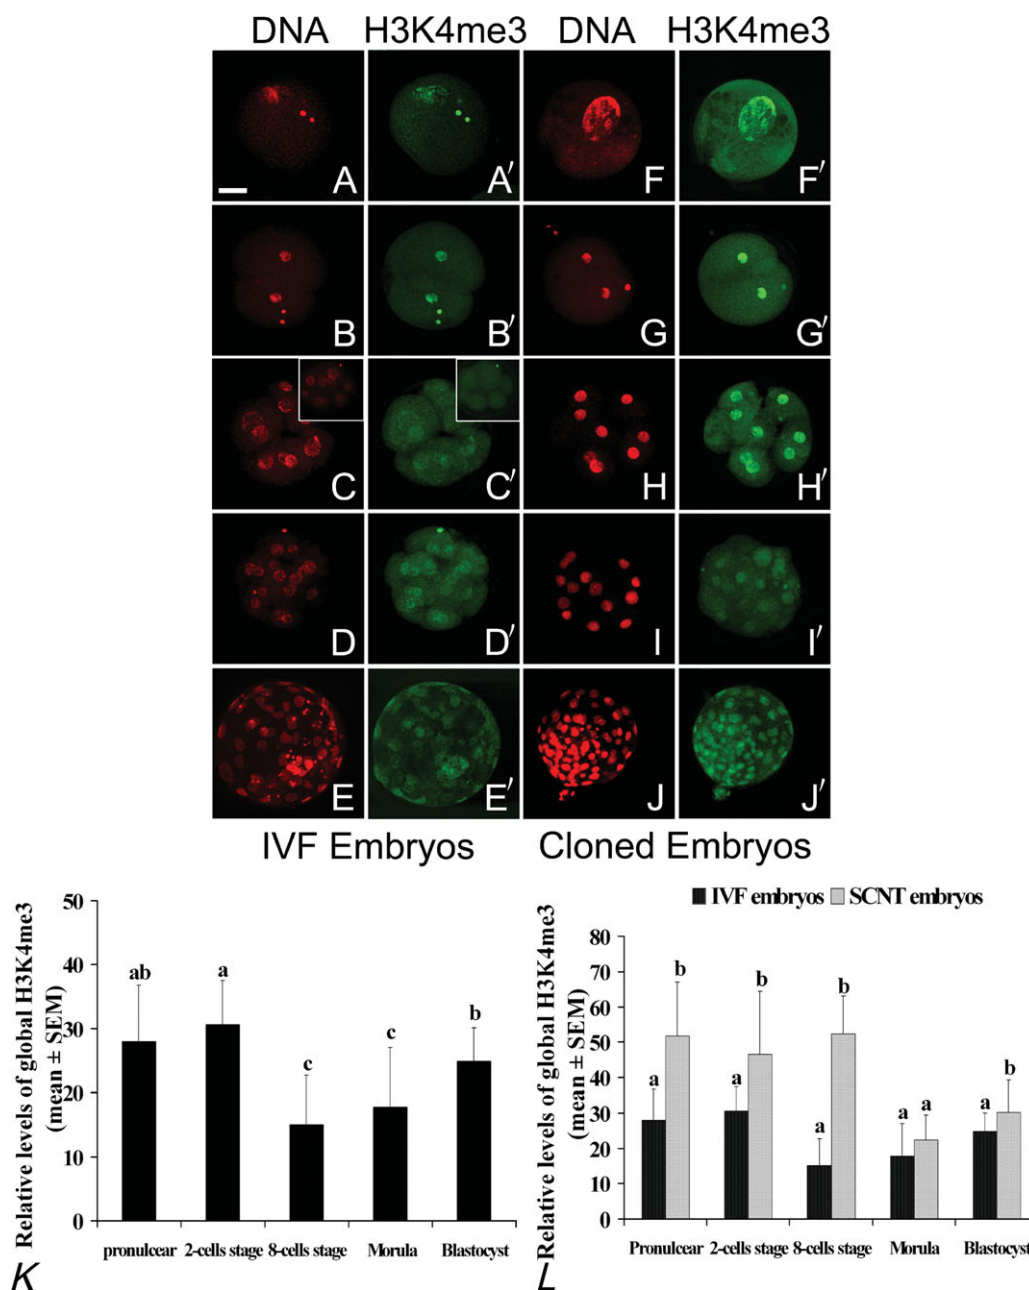 DNA H3K4me3 DNA H3K4me3
A A′ F F′
B B′ G G′
C C′ H H′
D D′ I I′
E E′ J J′
IVF Embryos Cloned Embryos
Relative levels of global H3K4me3
(mean ± SEM)
50
40
30
20
10
0
ab
a
c
c
b
pronulcear 2-cells stage 8-cells stage Morula Blastocyst
K
IVF embryos SCNT embryos
Relative levels of global H3K4me3
(mean ± SEM)
80
70
60
50
40
30
20
10
0
a b
a b
a b
a a
a b
Pronulcear 2-cells stage 8-cells stage Morula Blastocyst
L